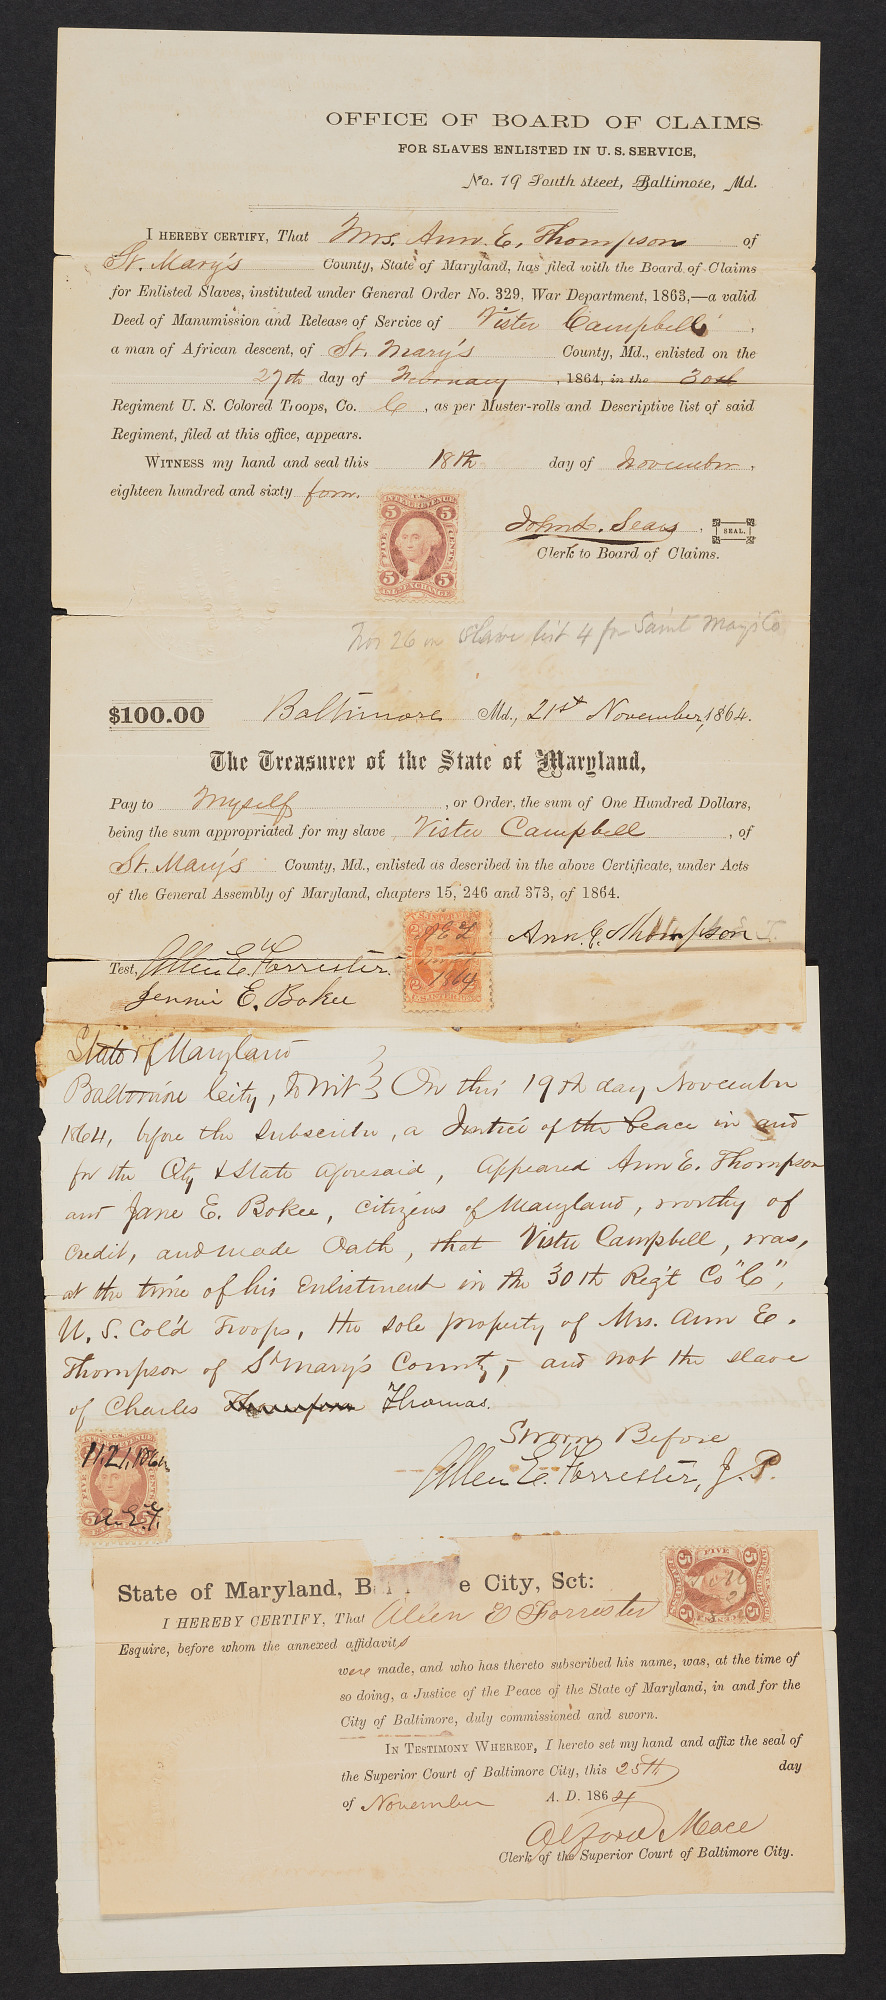 OFFICE OF BOARD OF CLAIMS
FOR SLAVES ENLISTED IN U. S. SERVICE,
No. 19 South street, Baltimore, Md.
I HEREBY CERTIFY, That Mrs. Ann. E. Thompson of
St. Mary's County, State of Maryland, has filed with the Board of Claims
for Enlisted Slaves, instituted under General Order No. 329, War Department, 1863,—a valid
Deed of Manumission and Release of Service of Vister Campbell,
a man of African descent, of St. Mary's County, Md., enlisted on the
27th day of February, 1864, in the 30th
Regiment U. S. Colored Troops, Co. C, as per Muster-rolls and Descriptive list of said
Regiment, filed at this office, appears.
WITNESS my hand and seal this 18th day of November,
eighteen hundred and sixty four.
U.S.
INTER. REVENUE
5 5
FIVE CENTS
5 5
INL. EXCHANGE
John S. Sears, SEAL.
Clerk to Board of Claims.
Nor 26 on Slave list 4 for Saint Mary's Co
$100.00 Baltimore Md., 21st November, 1864.
The Treasurer of the State of Maryland,
Pay to Myself, or Order, the sum of One Hundred Dollars,
being the sum appropriated for my slave Vister Campbell, of
St. Mary's County, Md., enlisted as described in the above Certificate, under Acts
of the General Assembly of Maryland, chapters 15, 246 and 373, of 1864.
Ann. E. Thompson
1864
Test, Allen E. Forrester.
Jennie E. Bokee
State of Maryland
Baltimore City, to Wit } On this 19th day November
1864, before the Subscriber, a Justice of the Peace in and
for the City & State aforesaid, appeared Ann E. Thompson
and Jane E. Bokee, citizens of Maryland, worthy of
credit, and made Oath, that Vister Campbell, was,
at the time of his Enlistment in the 30th Reg't Co "C",
U. S. Col'd Troops, the sole property of Mrs. Ann E.
Thompson of St Mary's County, and not the slave
of Charles Thompson Thomas.
Sworn Before
Allen E. Forrester, J. P.
11.21.1864
A. E. F.
State of Maryland, B e City, Sct:
5 FIVE 5
5 5
I HEREBY CERTIFY, That Allen E Forrester
Esquire, before whom the annexed affidavits
were made, and who has thereto subscribed his name, was, at the time of
so doing, a Justice of the Peace of the State of Maryland, in and for the
City of Baltimore, duly commissioned and sworn.
IN TESTIMONY WHEREOF, I hereto set my hand and affix the seal of
the Superior Court of Baltimore City, this 25th day
of November A. D. 1864
Alford Mace
Clerk of the Superior Court of Baltimore City.